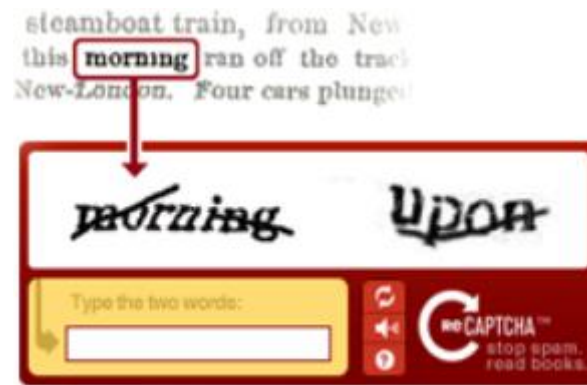 steamboat train, from New
this morning ran off the track
New-London. Four cars plunged
morning upon
Type the two words:
reCAPTCHA™
stop spam.
read books.